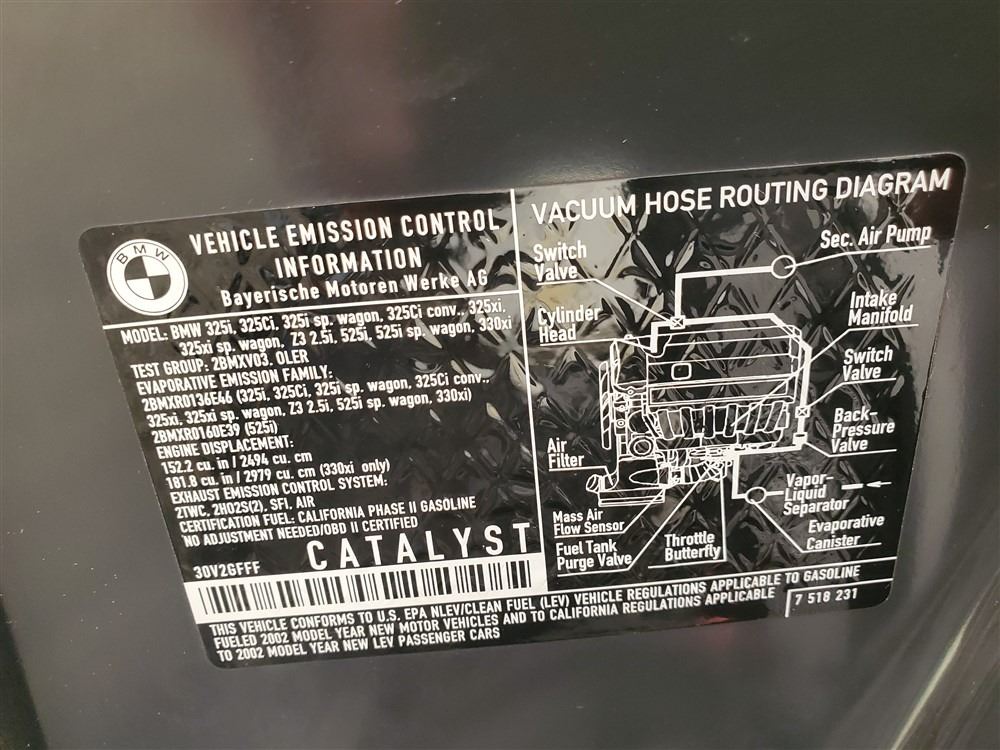 BMW
VEHICLE EMISSION CONTROL
INFORMATION
Bayerische Motoren Werke AG
MODEL: BMW 325i, 325Ci, 325i sp. wagon, 325Ci conv., 325xi,
325xi sp. wagon, Z3 2.5i, 525i, 525i sp. wagon, 330xi
TEST GROUP: 2BMXV03. OLER
EVAPORATIVE EMISSION FAMILY:
2BMXR0136E46 (325i, 325Ci, 325i sp. wagon, 325Ci conv.,
325xi, 325xi sp. wagon, Z3 2.5i, 525i sp. wagon, 330xi)
2BMXR0160E39 (525i)
ENGINE DISPLACEMENT:
152.2 cu. in / 2494 cu. cm
181.8 cu. in / 2979 cu. cm (330xi only)
EXHAUST EMISSION CONTROL SYSTEM:
2TWC, 2HO2S(2), SFI, AIR
CERTIFICATION FUEL: CALIFORNIA PHASE II GASOLINE
NO ADJUSTMENT NEEDED/OBD II CERTIFIED
30V2GFFF
CATALYST
VACUUM HOSE ROUTING DIAGRAM
Switch
Valve
Sec. Air Pump
Cylinder
Head
Intake
Manifold
Switch
Valve
Back-
Pressure
Valve
Air
Filter
Vapor-
Liquid
Separator
Mass Air
Flow Sensor
Evaporative
Canister
Fuel Tank
Purge Valve
Throttle
Butterfly
THIS VEHICLE CONFORMS TO U.S. EPA NLEV/CLEAN FUEL (LEV) VEHICLE REGULATIONS APPLICABLE TO GASOLINE
FUELED 2002 MODEL YEAR NEW MOTOR VEHICLES AND TO CALIFORNIA REGULATIONS APPLICABLE
TO 2002 MODEL YEAR NEW LEV PASSENGER CARS
7 518 231